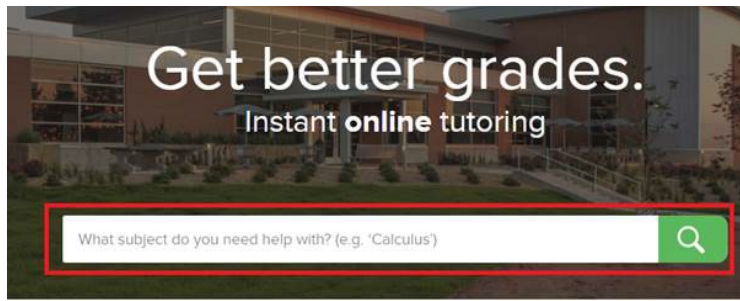 Get better grades.
Instant online tutoring
What subject do you need help with? (e.g. 'Calculus')